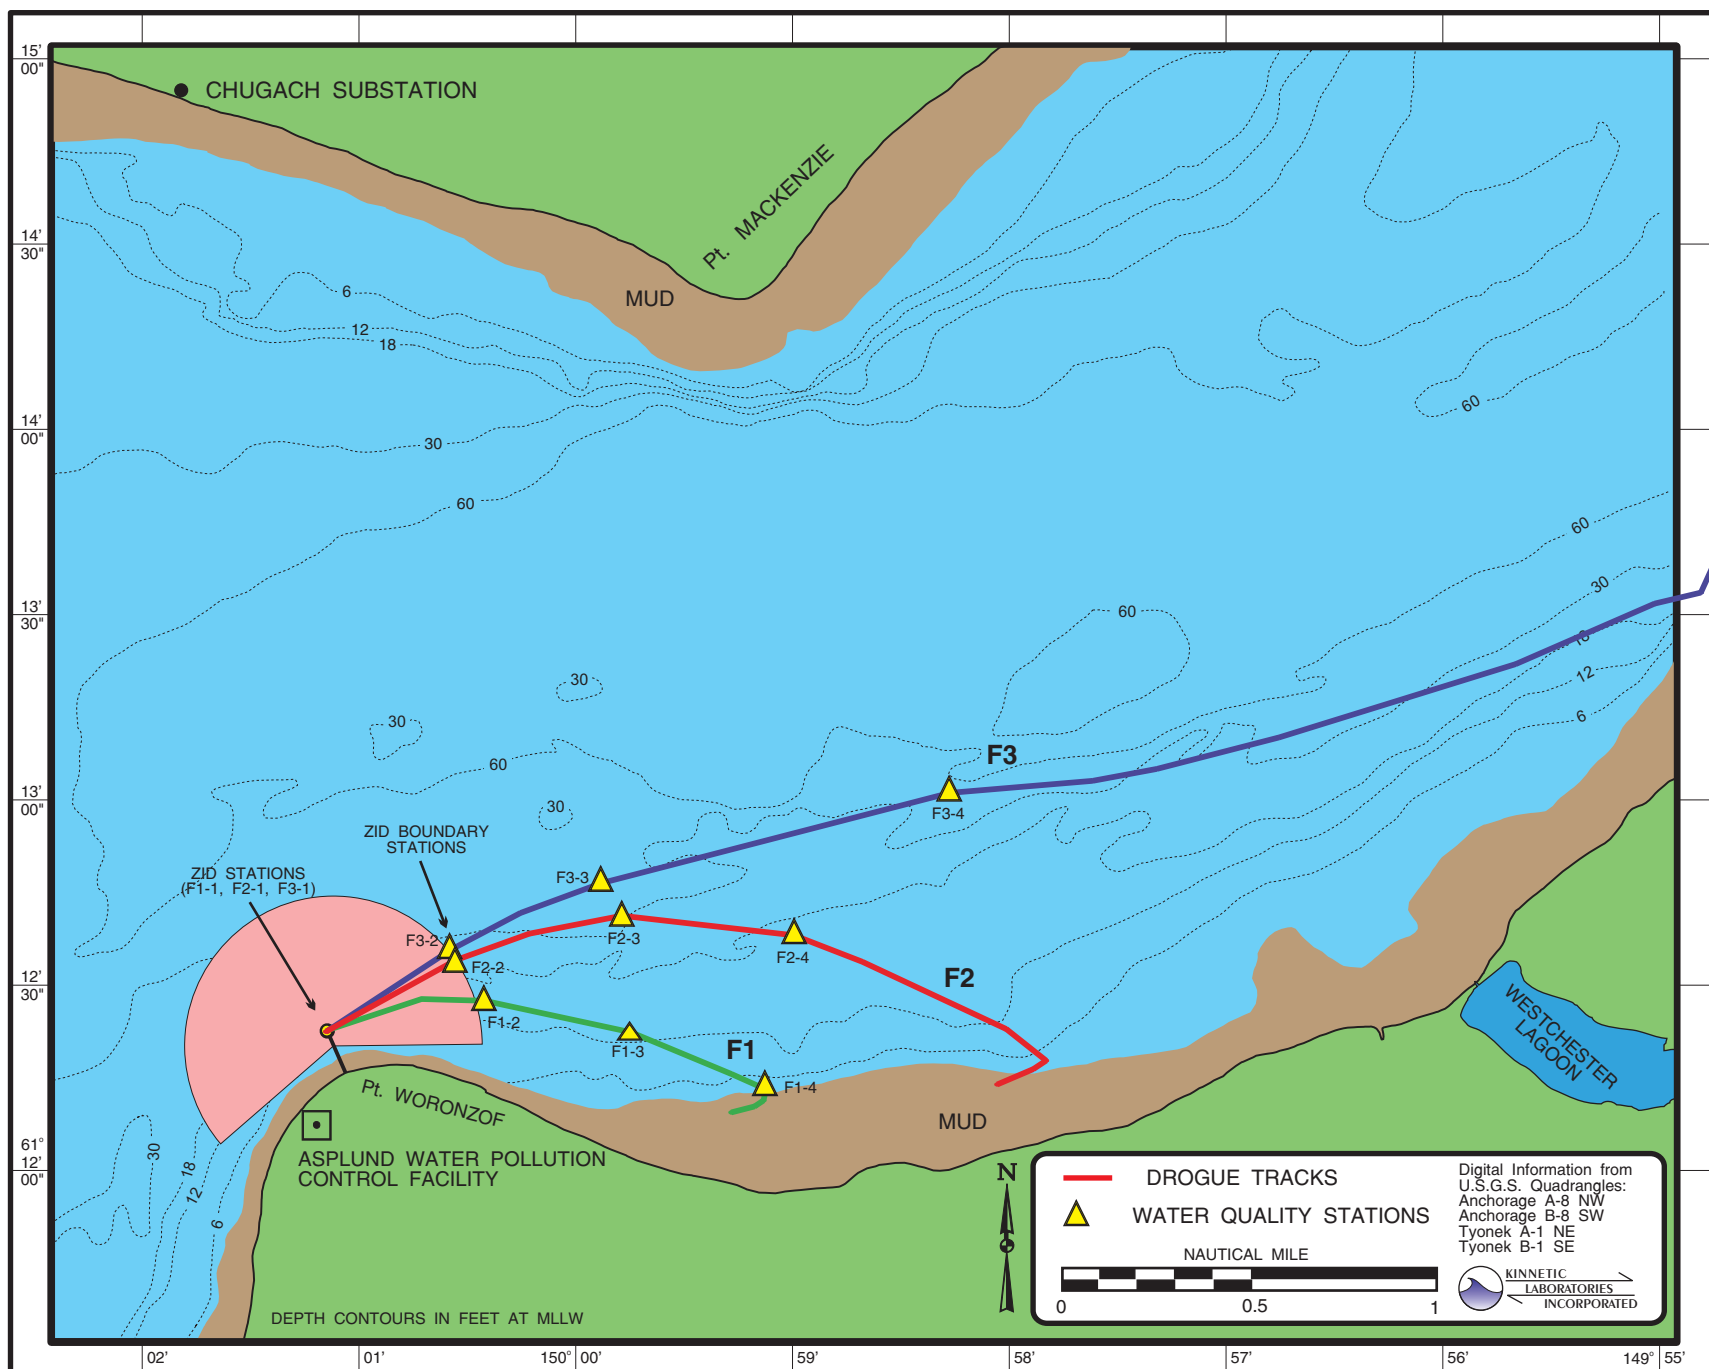 15'
00"
CHUGACH SUBSTATION
Pt. MACKENZIE
14'
30"
MUD
6
12
18
14'
00"
30
60
60
60
13'
30"
60
30
18
12
6
30
30
60
30
13'
00"
F3
F3-4
ZID BOUNDARY
STATIONS
ZID STATIONS
(F1-1, F2-1, F3-1)
F3-3
F3-2
F2-3
F2-2
F2-4
F2
12'
30"
F1-2
F1-3
F1
F1-4
WESTCHESTER
LAGOON
Pt. WORONZOF
MUD
61°
12'
00"
30
18
12
6
ASPLUND WATER POLLUTION
CONTROL FACILITY
N
DROGUE TRACKS
WATER QUALITY STATIONS
NAUTICAL MILE
0
0.5
1
Digital Information from
U.S.G.S. Quadrangles:
Anchorage A-8 NW
Anchorage B-8 SW
Tyonek A-1 NE
Tyonek B-1 SE
KINNETIC
LABORATORIES
INCORPORATED
DEPTH CONTOURS IN FEET AT MLLW
02'
01'
150° 00'
59'
58'
57'
56'
149° 55'